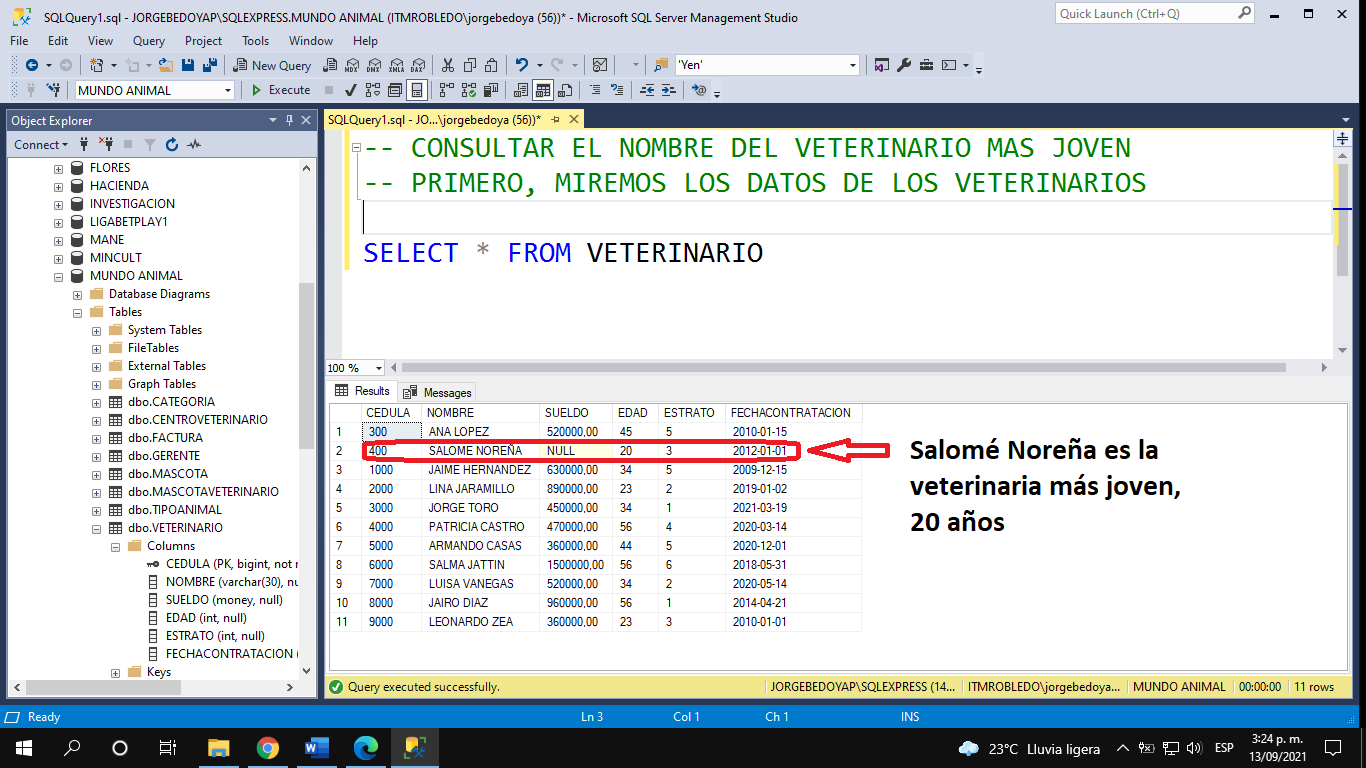 SQLQuery1.sql - JORGEBEDOYAP\SQLEXPRESS.MUNDO ANIMAL (ITMROBLEDO\jorgebedoya (56))* - Microsoft SQL Server Management Studio
Quick Launch (Ctrl+Q)
File Edit View Query Project Tools Window Help
New Query MDX DMX XMLA DAX 'Yen'
MUNDO ANIMAL Execute
Object Explorer
Connect
FLORES
HACIENDA
INVESTIGACION
LIGABETPLAY1
MANE
MINCULT
MUNDO ANIMAL
Database Diagrams
Tables
System Tables
FileTables
External Tables
Graph Tables
dbo.CATEGORIA
dbo.CENTROVETERINARIO
dbo.FACTURA
dbo.GERENTE
dbo.MASCOTA
dbo.MASCOTAVETERINARIO
dbo.TIPOANIMAL
dbo.VETERINARIO
Columns
CEDULA (PK, bigint, not r
NOMBRE (varchar(30), nu
SUELDO (money, null)
EDAD (int, null)
ESTRATO (int, null)
FECHACONTRATACION (
Keys
SQLQuery1.sql - JO...\jorgebedoya (56))*
-- CONSULTAR EL NOMBRE DEL VETERINARIO MAS JOVEN
-- PRIMERO, MIREMOS LOS DATOS DE LOS VETERINARIOS
SELECT * FROM VETERINARIO
100 %
Results Messages
CEDULA NOMBRE SUELDO EDAD ESTRATO FECHACONTRATACION
1 300 ANA LOPEZ 520000,00 45 5 2010-01-15
2 400 SALOME NOREÑA NULL 20 3 2012-01-01
3 1000 JAIME HERNANDEZ 630000,00 34 5 2009-12-15
4 2000 LINA JARAMILLO 890000,00 23 2 2019-01-02
5 3000 JORGE TORO 450000,00 34 1 2021-03-19
6 4000 PATRICIA CASTRO 470000,00 56 4 2020-03-14
7 5000 ARMANDO CASAS 360000,00 44 5 2020-12-01
8 6000 SALMA JATTIN 1500000,00 56 6 2018-05-31
9 7000 LUISA VANEGAS 520000,00 34 2 2020-05-14
10 8000 JAIRO DIAZ 960000,00 56 1 2014-04-21
11 9000 LEONARDO ZEA 360000,00 23 3 2010-01-01
Salomé Noreña es la
veterinaria más joven,
20 años
Query executed successfully. JORGEBEDOYAP\SQLEXPRESS (14... ITMROBLEDO\jorgebedoya... MUNDO ANIMAL 00:00:00 11 rows
Ready Ln 3 Col 1 Ch 1 INS
23°C Lluvia ligera ESP 3:24 p. m.
13/09/2021